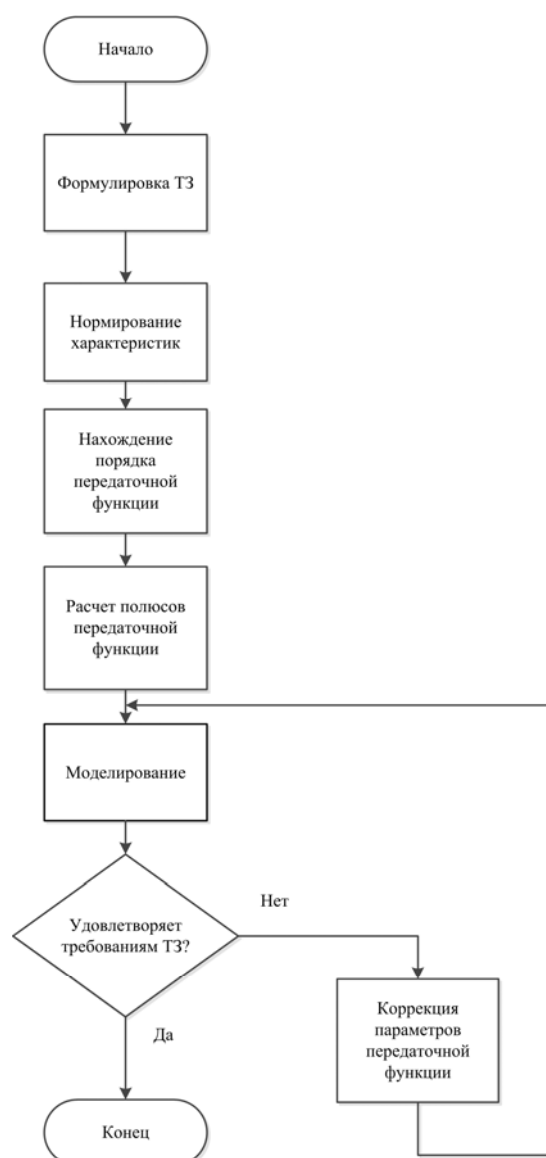 Начало
Формулировка ТЗ
Нормирование
характеристик
Нахождение
порядка
передаточной
функции
Расчет полюсов
передаточной
функции
Моделирование
Удовлетворяет
требованиям ТЗ?
Нет
Коррекция
параметров
передаточной
функции
Да
Конец